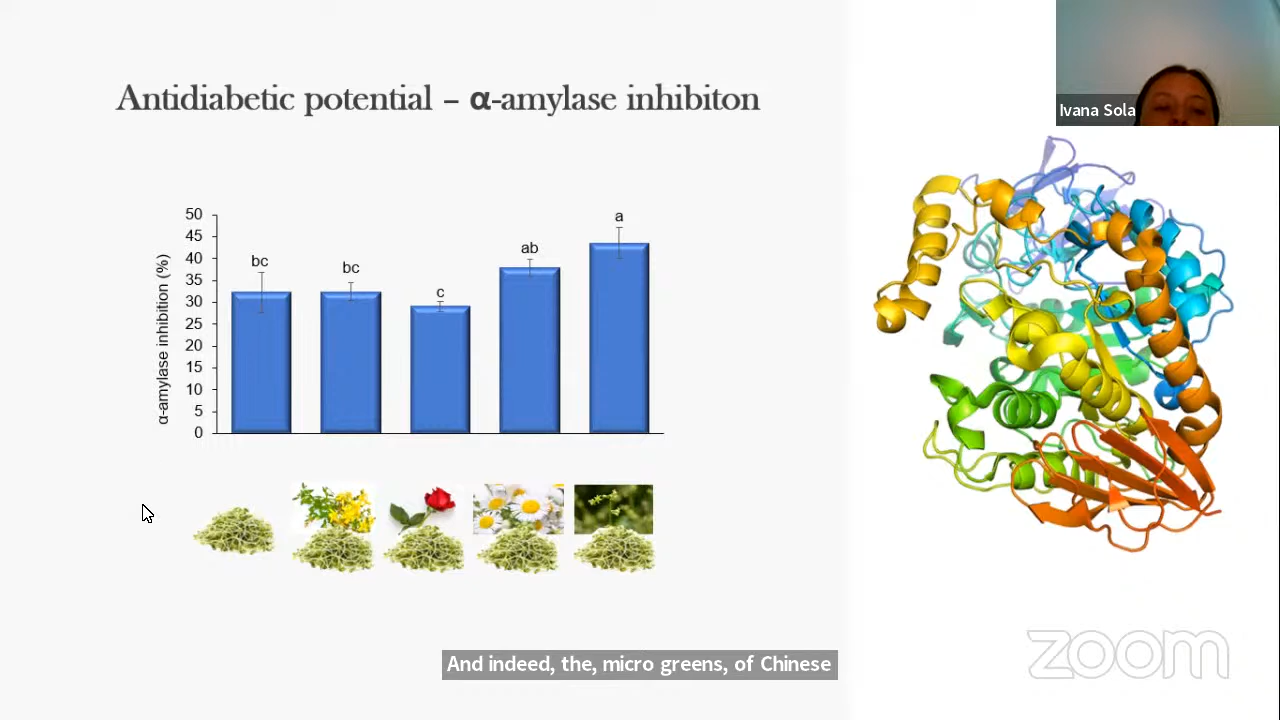 Antidiabetic potential – α-amylase inhibiton
Ivana Sola
α-amylase inhibition (%)
50
45
40
35
30
25
20
15
10
5
0
bc
bc
c
ab
a
And indeed, the, micro greens, of Chinese
zoom